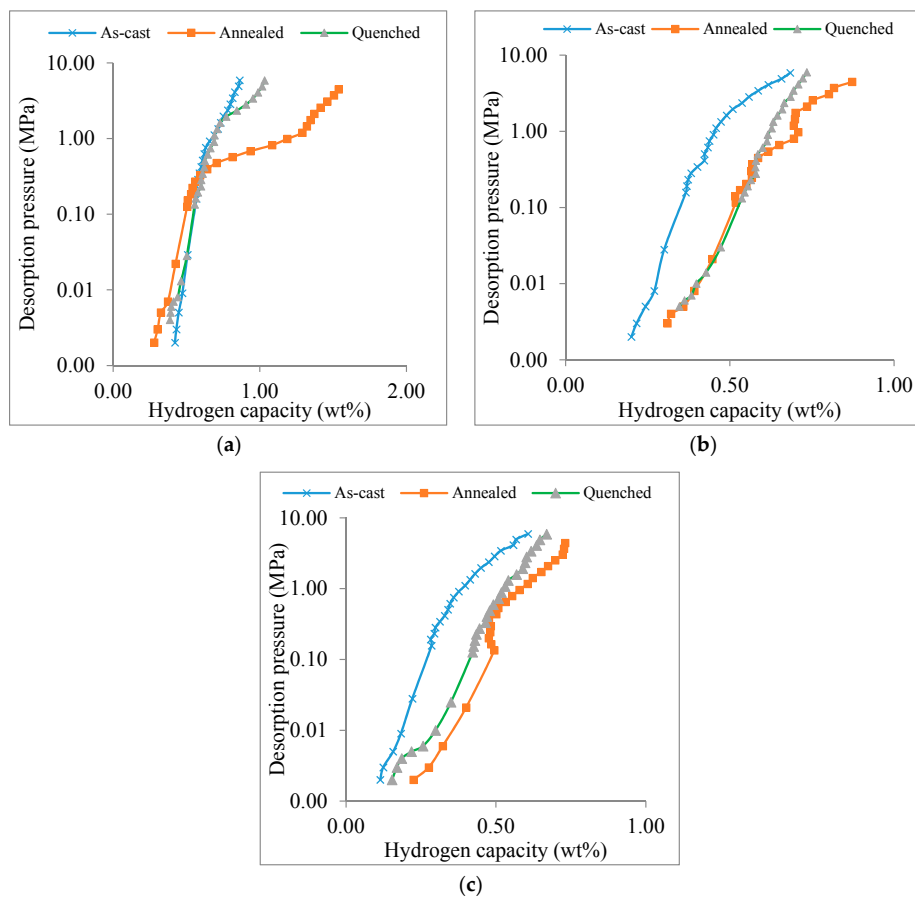 As-cast Annealed Quenched
10.00
1.00
0.10
0.01
0.00
Desorption pressure (MPa)
0.00 1.00 2.00
Hydrogen capacity (wt%)
(a)
As-cast Annealed Quenched
10.00
1.00
0.10
0.01
0.00
Desorption pressure (MPa)
0.00 0.50 1.00
Hydrogen capacity (wt%)
(b)
As-cast Annealed Quenched
10.00
1.00
0.10
0.01
0.00
Desorption pressure (MPa)
0.00 0.50 1.00
Hydrogen capacity (wt%)
(c)